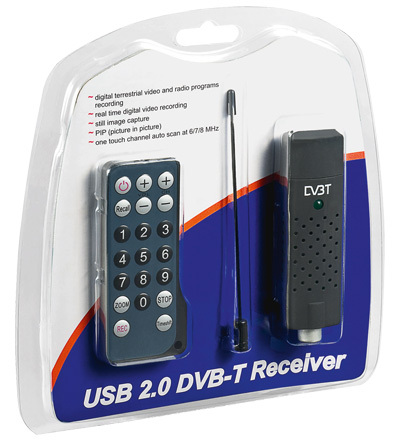 ~ digital terrestrial video and radio programs
recording
~ real time digital video recording
~ still image capture
~ PIP (picture in picture)
~ one touch channel auto scan at 6/7/8 MHz
DVB-T
+ +
Recall − −
1 2 3
4 5 6
7 8 9
ZOOM 0 STOP
REC Timeshift
USB 2.0 DVB-T Receiver